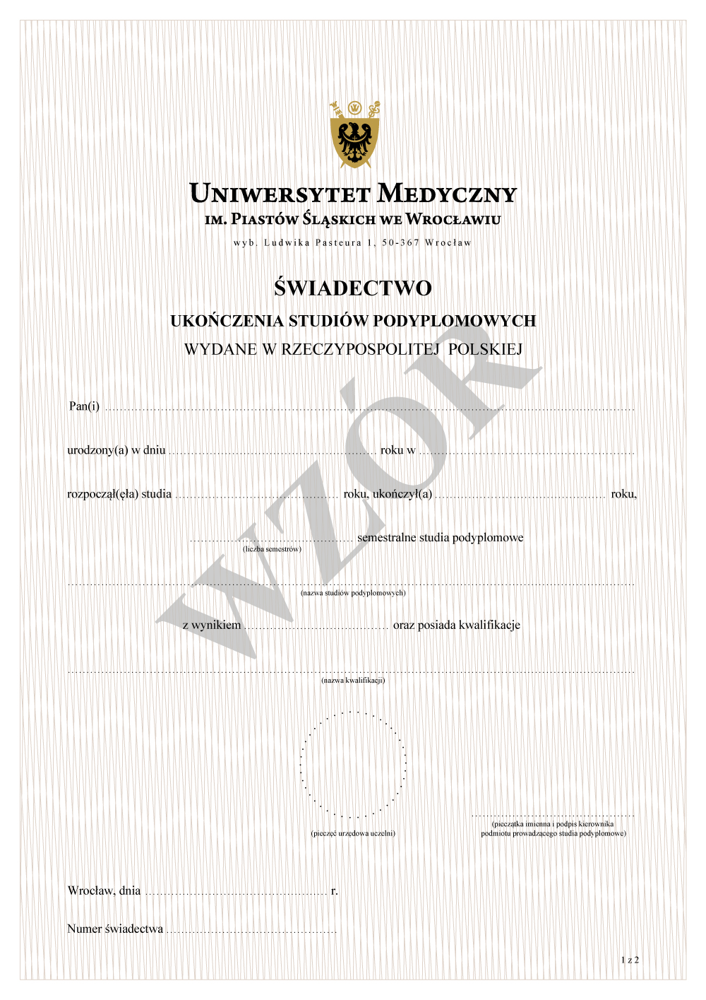 Uniwersytet Medyczny
im. Piastów Śląskich we Wrocławiu
wyb. Ludwika Pasteura 1, 50-367 Wrocław
ŚWIADECTWO
UKOŃCZENIA STUDIÓW PODYPLOMOWYCH
WYDANE W RZECZYPOSPOLITEJ POLSKIEJ
WZÓR
Pan(i)
urodzony(a) w dniu roku w
rozpoczął(ęła) studia roku, ukończył(a) roku,
semestralne studia podyplomowe
(liczba semestrów)
(nazwa studiów podyplomowych)
z wynikiem oraz posiada kwalifikacje
(nazwa kwalifikacji)
(pieczęć urzędowa uczelni)
(pieczątka imienna i podpis kierownika
podmiotu prowadzącego studia podyplomowe)
Wrocław, dnia r.
Numer świadectwa
1 z 2